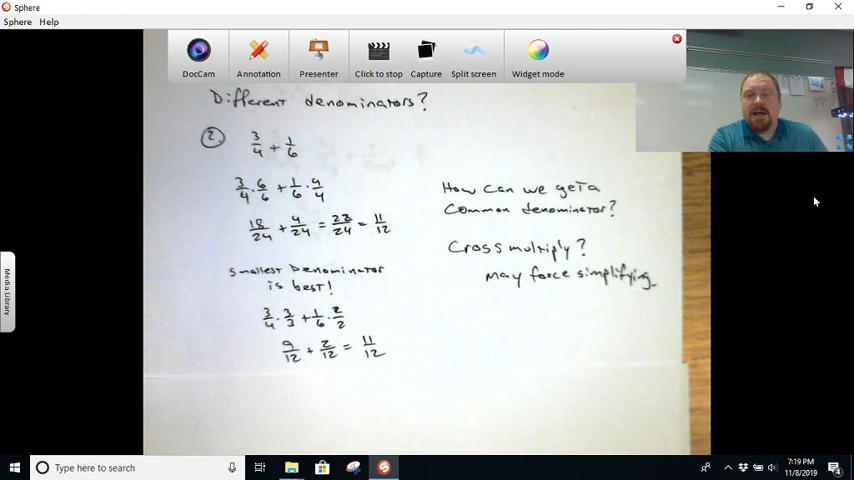 Sphere
Sphere Help
DocCam Annotation Presenter Click to stop Capture Split screen Widget mode
Different denominators?
2. 3/4 + 1/6
3/4 · 6/6 + 1/6 · 4/4
18/24 + 4/24 = 22/24 = 11/12
Smallest Denominator
is best!
3/4 · 3/3 + 1/6 · 2/2
9/12 + 2/12 = 11/12
How can we get a
Common denominator?
Cross multiply?
may force simplifying.
Media Library
Type here to search
7:19 PM
11/8/2019
4